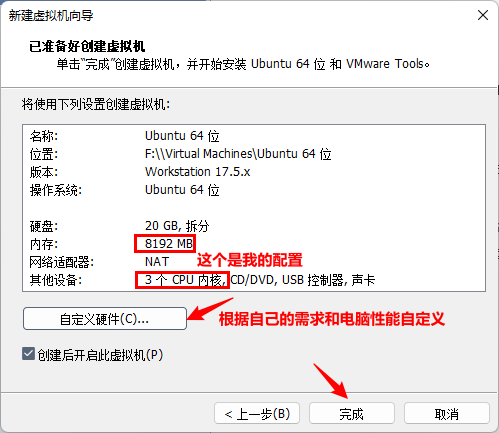 新建虚拟机向导
已准备好创建虚拟机
单击“完成”创建虚拟机，并开始安装 Ubuntu 64 位 和 VMware Tools。
将使用下列设置创建虚拟机:
名称: Ubuntu 64 位
位置: F:\\Virtual Machines\Ubuntu 64 位
版本: Workstation 17.5.x
操作系统: Ubuntu 64 位
硬盘: 20 GB, 拆分
内存: 8192 MB
网络适配器: NAT
这个是我的配置
其他设备: 3 个 CPU 内核, CD/DVD, USB 控制器, 声卡
自定义硬件(C)...
根据自己的需求和电脑性能自定义
创建后开启此虚拟机(P)
< 上一步(B)
完成
取消